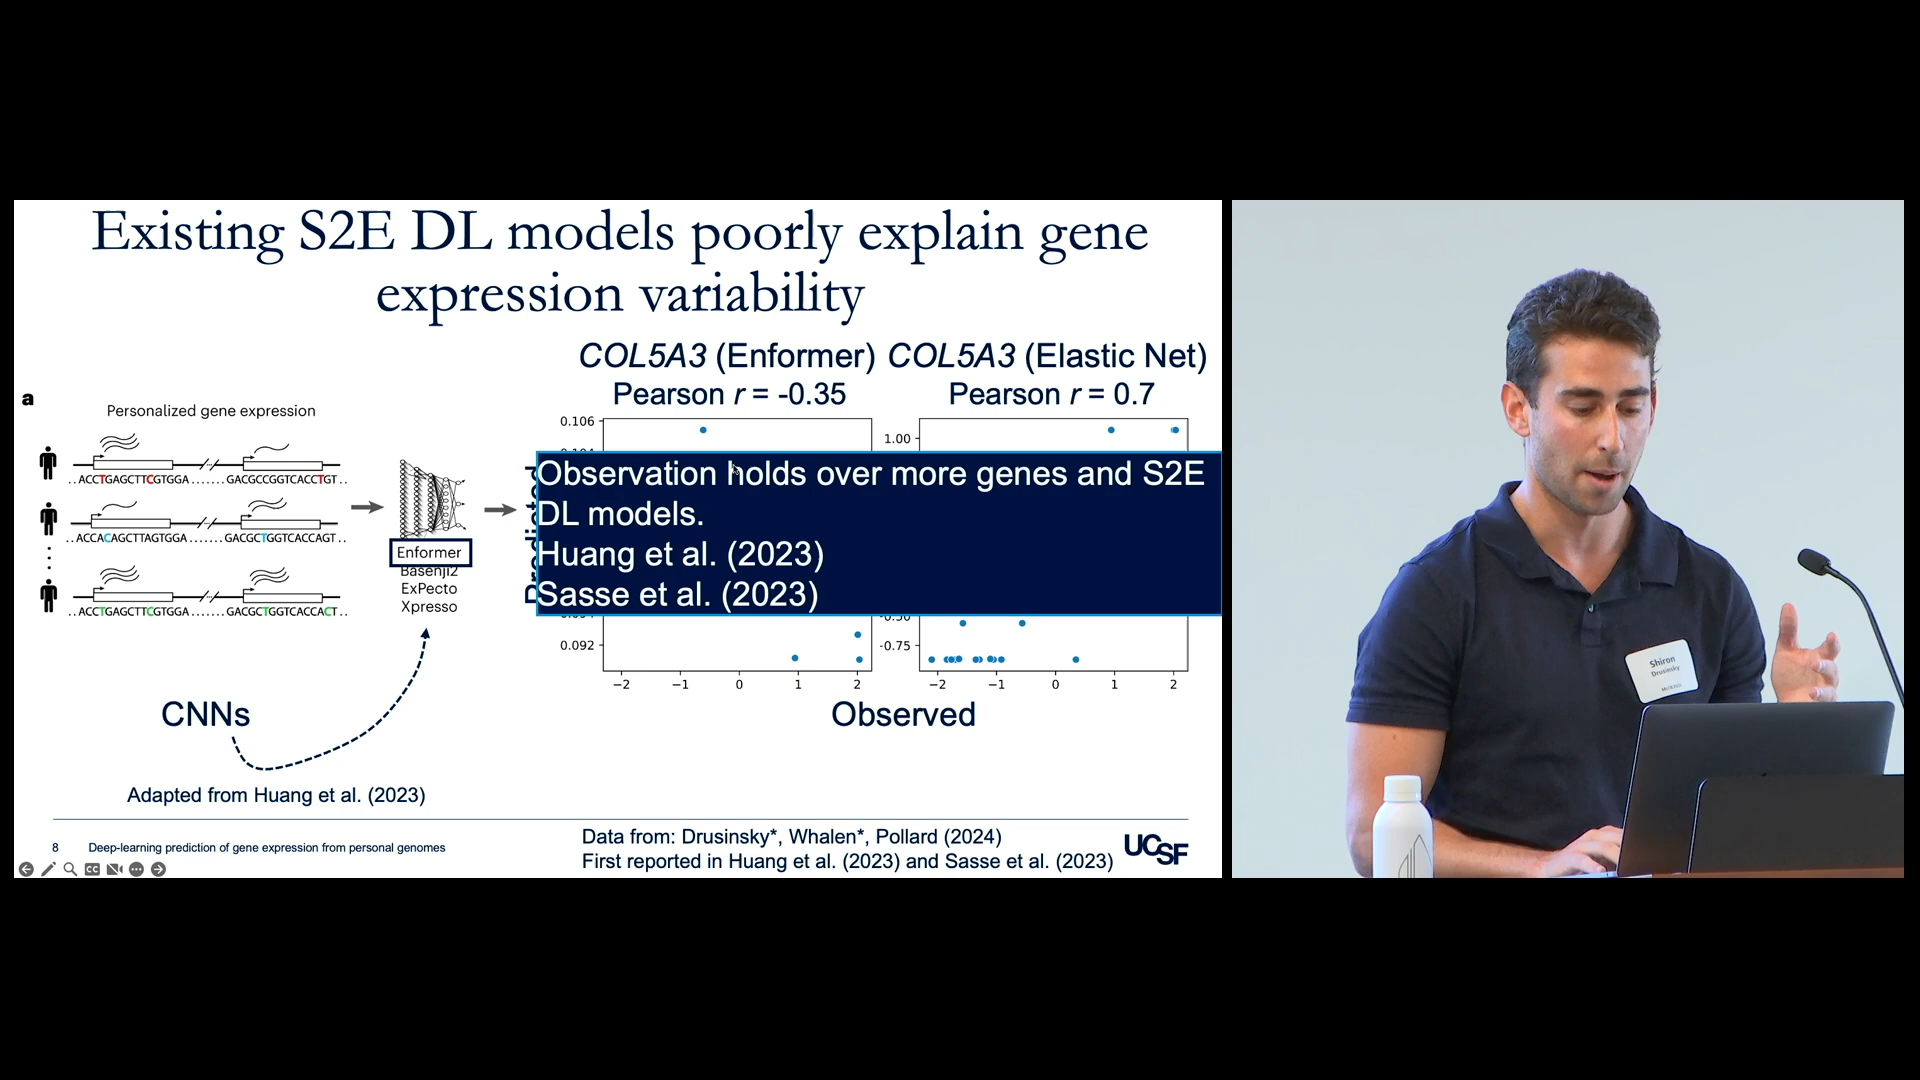 Existing S2E DL models poorly explain gene
expression variability
COL5A3 (Enformer)
Pearson r = -0.35
COL5A3 (Elastic Net)
Pearson r = 0.7
a
Personalized gene expression
..ACCTGAGCTTCGTGGA.......GACGCCGGTCACCTGT..
..ACCACAGCTTAGTGGA.......GACGCTGGTCACCAGT..
..ACCTGAGCTTCGTGGA.......GACGCTGGTCACCACT..
Enformer
Basenji2
ExPecto
Xpresso
CNNs
Adapted from Huang et al. (2023)
0.106
1.00
Observation holds over more genes and S2E
DL models.
Huang et al. (2023)
Sasse et al. (2023)
0.092
-0.75
−2 −1 0 1 2
−2 −1 0 1 2
Observed
Data from: Drusinsky*, Whalen*, Pollard (2024)
First reported in Huang et al. (2023) and Sasse et al. (2023)
UCSF
8 Deep-learning prediction of gene expression from personal genomes
CC
Shiron
Drusinsky